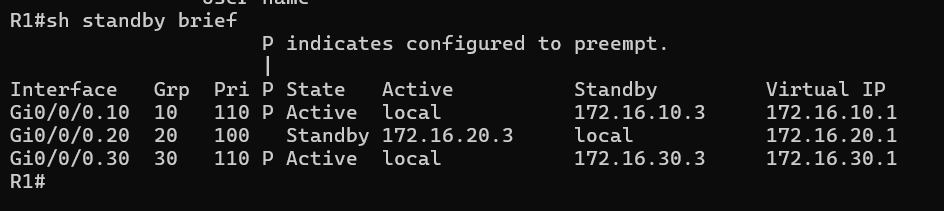 R1#sh standby brief
P indicates configured to preempt.
|
Interface Grp Pri P State Active Standby Virtual IP
Gi0/0/0.10 10 110 P Active local 172.16.10.3 172.16.10.1
Gi0/0/0.20 20 100 Standby 172.16.20.3 local 172.16.20.1
Gi0/0/0.30 30 110 P Active local 172.16.30.3 172.16.30.1
R1#